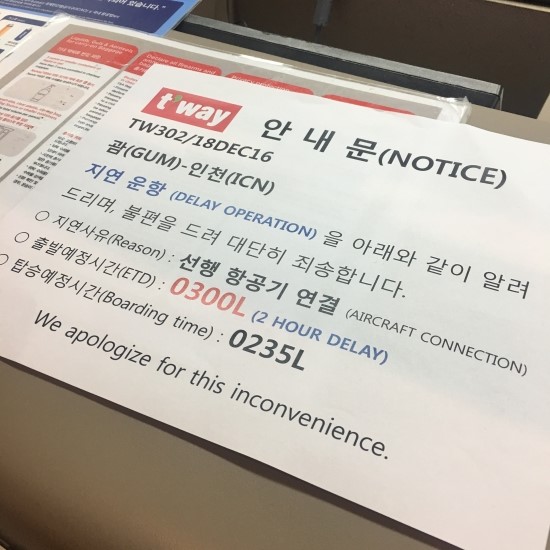 t'way
안 내 문(NOTICE)
TW302/18DEC16
괌(GUM)-인천(ICN)
지연 운항 (DELAY OPERATION) 을 아래와 같이 알려
드리며, 불편을 드려 대단히 죄송합니다.
○ 지연사유(Reason) : 선행 항공기 연결 (AIRCRAFT CONNECTION)
○ 출발예정시간(ETD) : 0300L (2 HOUR DELAY)
○ 탑승예정시간(Boarding time) : 0235L
We apologize for this inconvenience.